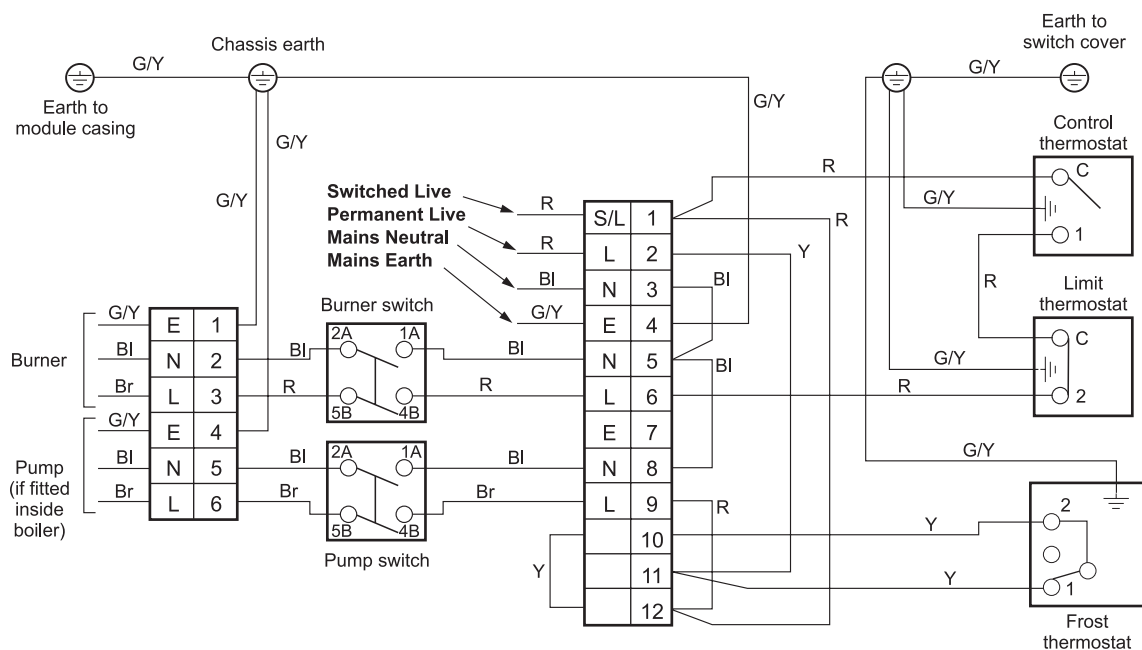 Earth to
switch cover
Chassis earth
G/Y
G/Y
Earth to
module casing
G/Y
G/Y
G/Y
Control
thermostat
R
C
G/Y
1
Switched Live
Permanent Live
Mains Neutral
Mains Earth
R
R
Bl
G/Y
S/L 1
L 2
N 3
E 4
N 5
L 6
E 7
N 8
L 9
10
11
12
R
Y
Bl
Bl
R
Y
R
Limit
thermostat
C
G/Y
R
2
Burner switch
2A 1A
5B 4B
Bl
Bl
R
R
Burner
G/Y
Bl
Br
E 1
N 2
L 3
E 4
N 5
L 6
Pump
(if fitted
inside
boiler)
G/Y
Bl
Br
2A 1A
5B 4B
Bl
Bl
Br
Br
Pump switch
G/Y
2
1
Y
Y
Frost
thermostat